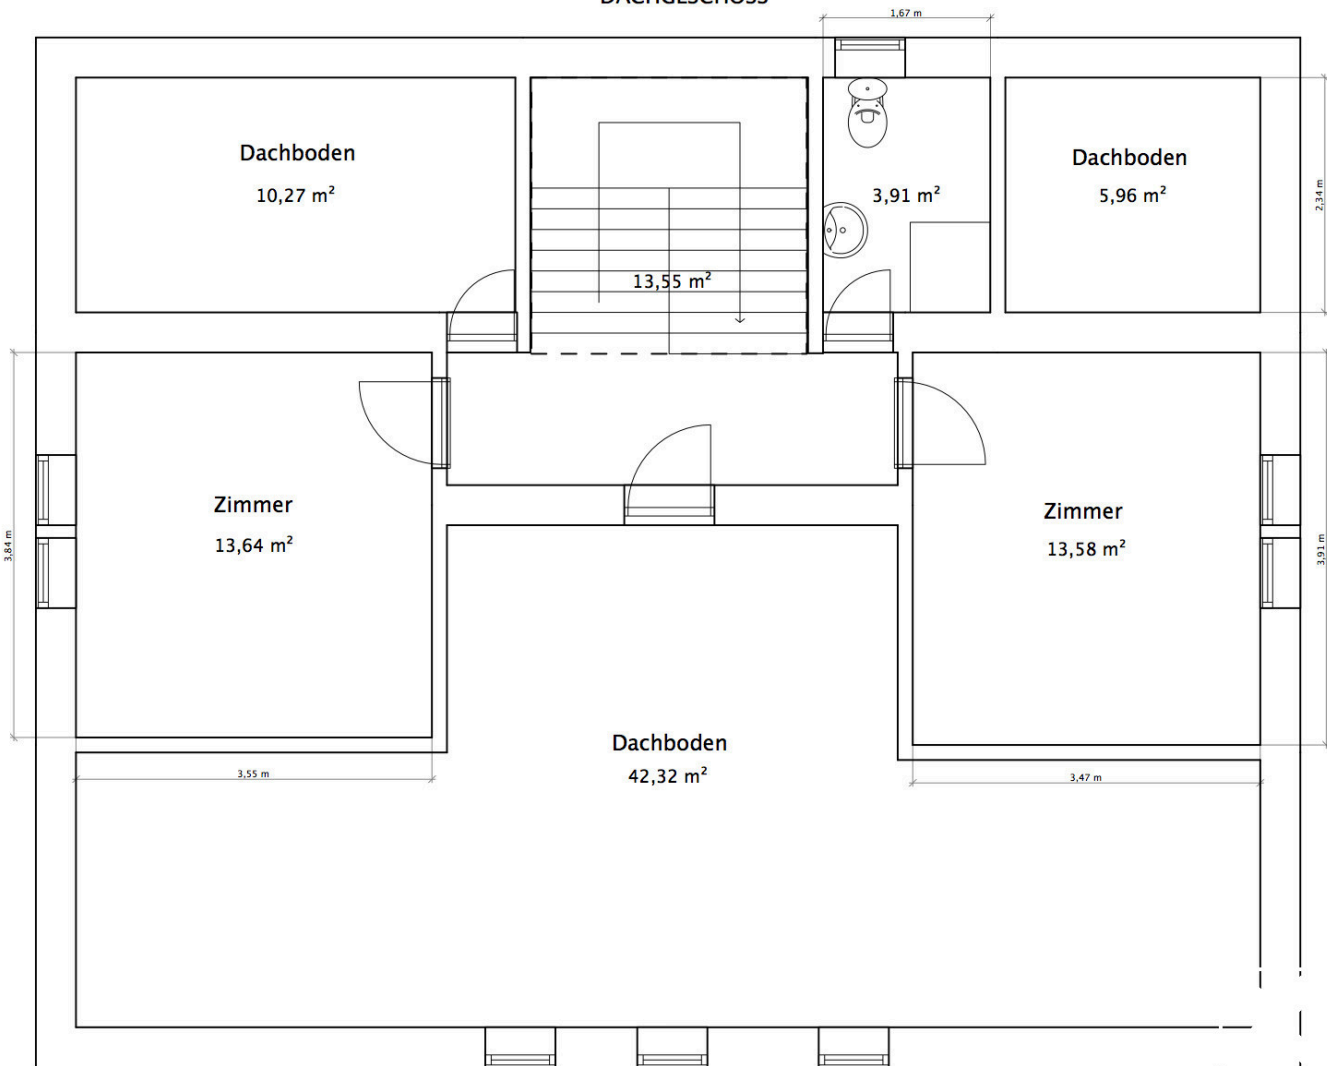 DACHGESCHOSS
1,67 m
Dachboden
10,27 m²
13,55 m²
3,91 m²
Dachboden
5,96 m²
2,34 m
Zimmer
13,64 m²
3,84 m
3,55 m
Zimmer
13,58 m²
3,91 m
3,47 m
Dachboden
42,32 m²